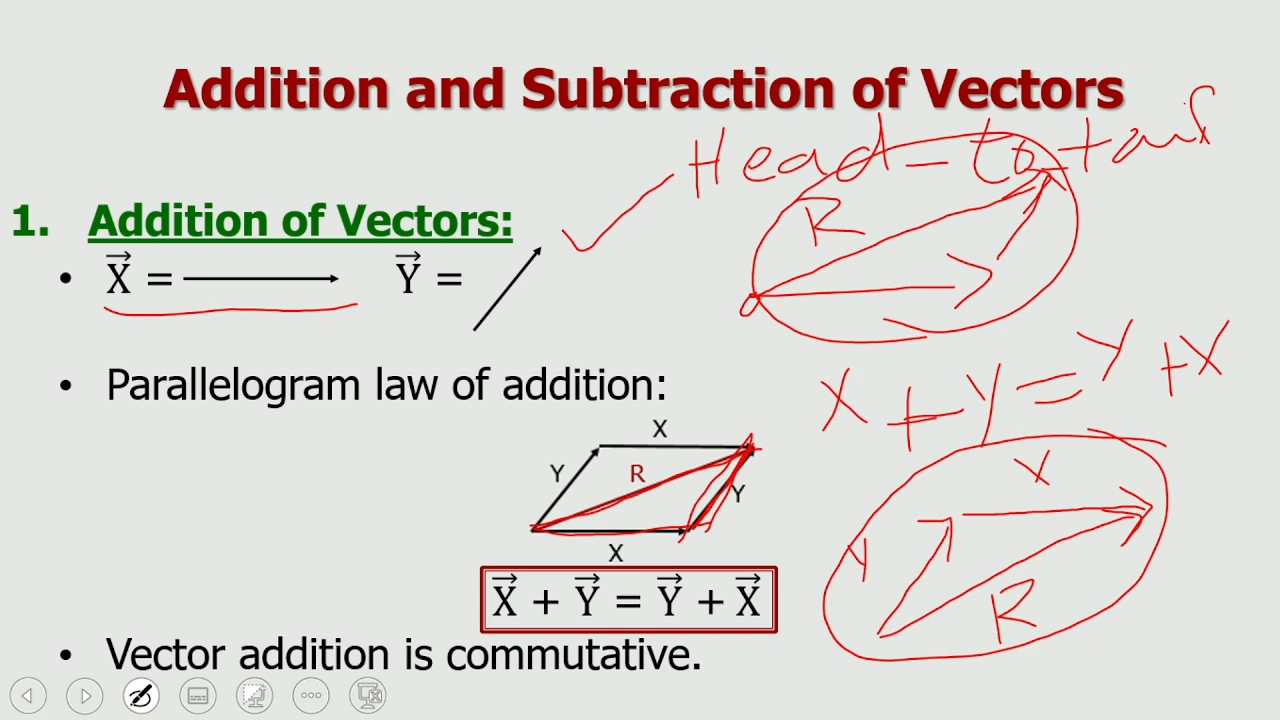 Addition and Subtraction of Vectors
Head - to tail
1. Addition of Vectors:
R
• X⃗ = Y⃗ =
X + Y = Y + X
• Parallelogram law of addition:
X
Y R Y
X
X
Y
R
X⃗ + Y⃗ = Y⃗ + X⃗
• Vector addition is commutative.